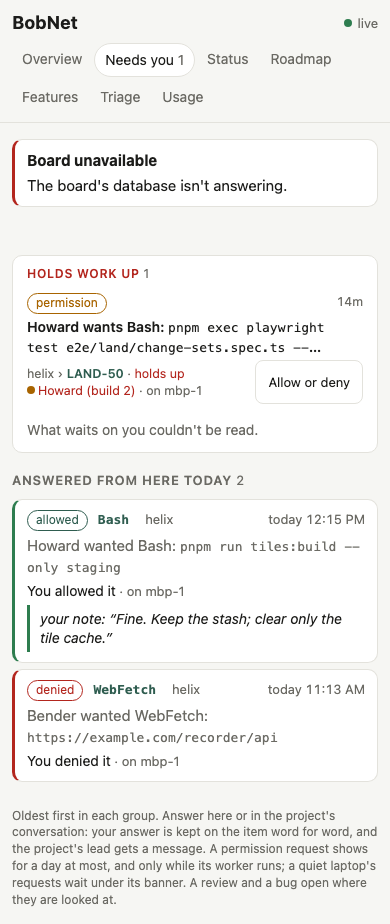 BobNet
live
Overview
Needs you 1
Status
Roadmap
Features
Triage
Usage
Board unavailable
The board's database isn't answering.
HOLDS WORK UP 1
permission
14m
Howard wants Bash: pnpm exec playwright
test e2e/land/change-sets.spec.ts --…
helix › LAND-50 · holds up
Howard (build 2) · on mbp-1
Allow or deny
What waits on you couldn't be read.
ANSWERED FROM HERE TODAY 2
allowed Bash helix today 12:15 PM
Howard wanted Bash: pnpm run tiles:build --
only staging
You allowed it · on mbp-1
your note: “Fine. Keep the stash; clear only the
tile cache.”
denied WebFetch helix today 11:13 AM
Bender wanted WebFetch:
https://example.com/recorder/api
You denied it · on mbp-1
Oldest first in each group. Answer here or in the project's
conversation: your answer is kept on the item word for word, and
the project's lead gets a message. A permission request shows
for a day at most, and only while its worker runs; a quiet laptop's
requests wait under its banner. A review and a bug open where
they are looked at.